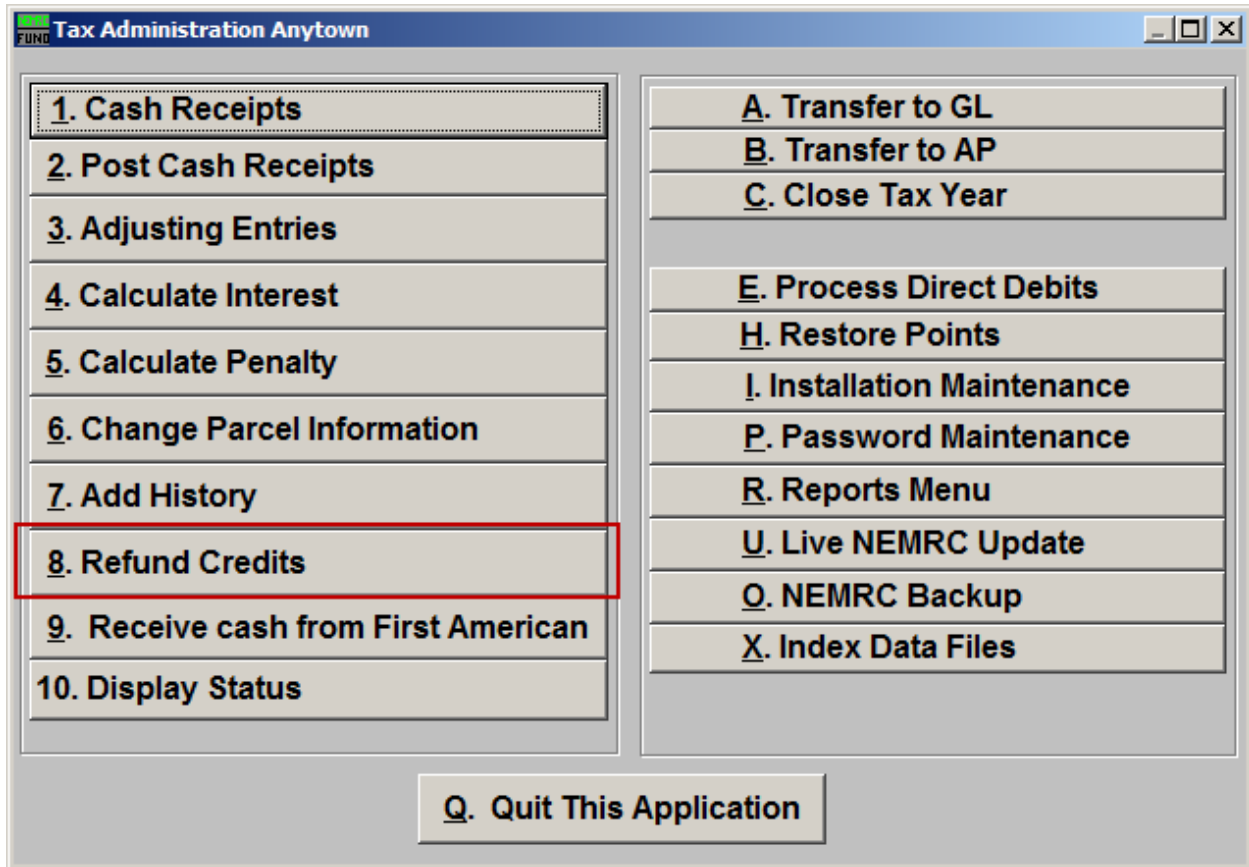 NEMRC
FUND
Tax Administration Anytown
1. Cash Receipts
2. Post Cash Receipts
3. Adjusting Entries
4. Calculate Interest
5. Calculate Penalty
6. Change Parcel Information
7. Add History
8. Refund Credits
9. Receive cash from First American
10. Display Status
A. Transfer to GL
B. Transfer to AP
C. Close Tax Year
E. Process Direct Debits
H. Restore Points
I. Installation Maintenance
P. Password Maintenance
R. Reports Menu
U. Live NEMRC Update
O. NEMRC Backup
X. Index Data Files
Q. Quit This Application